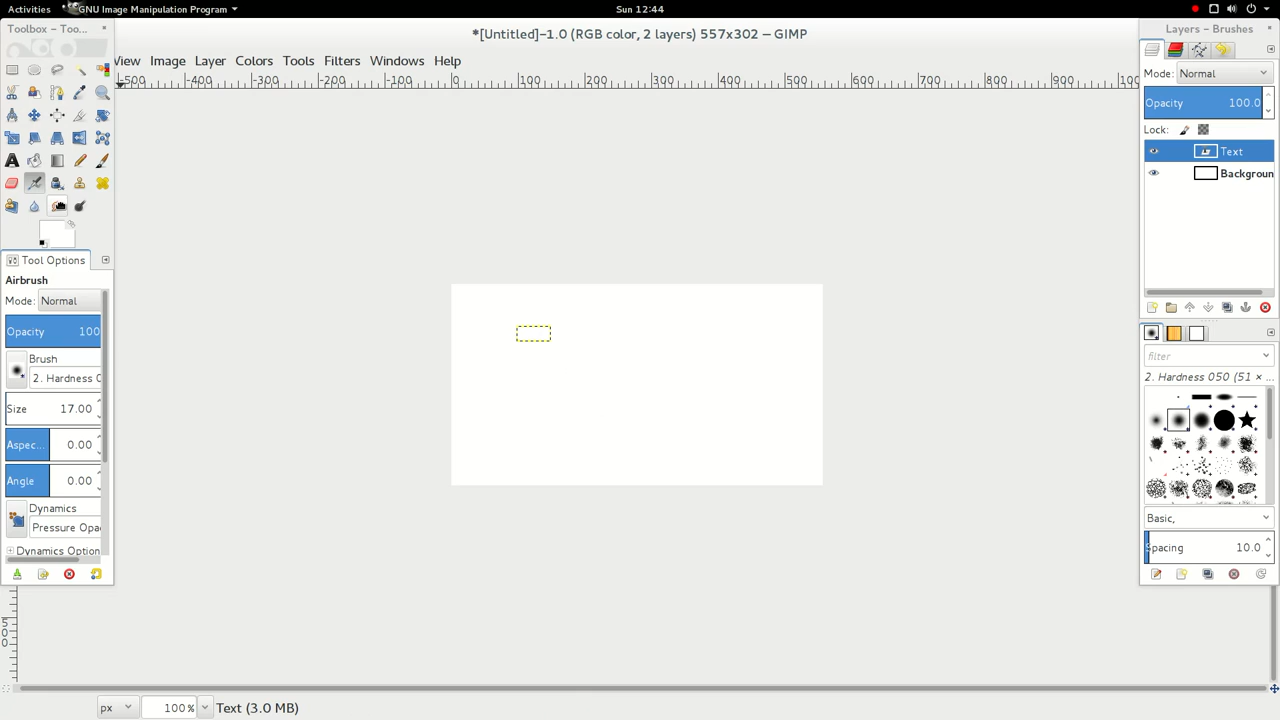 Activities GNU Image Manipulation Program Sun 12:44
Toolbox - Too...
*[Untitled]-1.0 (RGB color, 2 layers) 557x302 – GIMP
Layers - Brushes
View Image Layer Colors Tools Filters Windows Help
-500 -400 -300 -200 -100 0 100 200 300 400 500 600 700 800 900
Mode: Normal
Opacity 100.0
Lock:
Text
Backgroun
Tool Options
Airbrush
Mode: Normal
Opacity 100
Brush
2. Hardness 0
Size 17.00
Aspec... 0.00
Angle 0.00
Dynamics
Pressure Opa
Dynamics Option
filter
2. Hardness 050 (51 × ...
Basic,
Spacing 10.0
500
px 100% Text (3.0 MB)